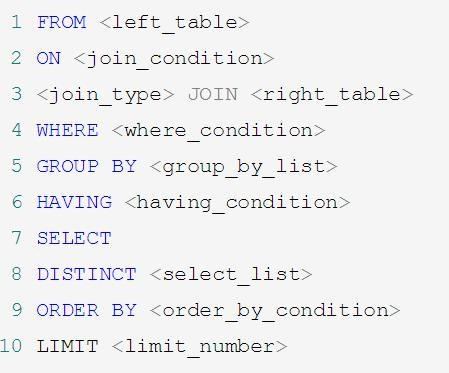 1 FROM <left_table>
2 ON <join_condition>
3 <join_type> JOIN <right_table>
4 WHERE <where_condition>
5 GROUP BY <group_by_list>
6 HAVING <having_condition>
7 SELECT
8 DISTINCT <select_list>
9 ORDER BY <order_by_condition>
10 LIMIT <limit_number>